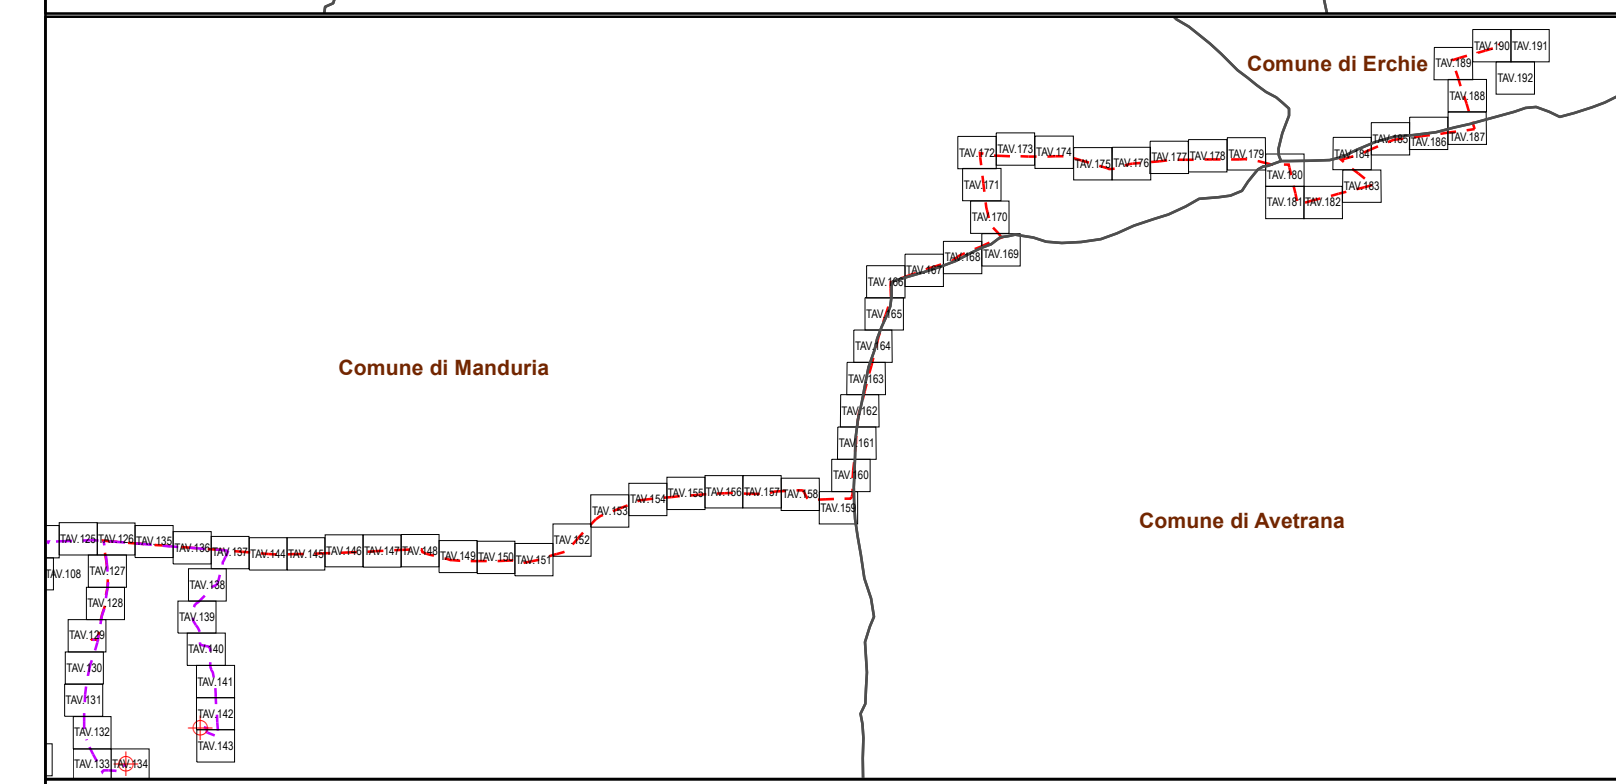 TAV.190
TAV.191
Comune di Erchie
TAV.189
TAV.192
TAV.188
TAV.187
TAV.186
TAV.185
TAV.184
TAV.183
TAV.182
TAV.181
TAV.180
TAV.179
TAV.178
TAV.177
TAV.176
TAV.175
TAV.174
TAV.173
TAV.172
TAV.171
TAV.170
TAV.169
TAV.168
TAV.167
TAV.166
TAV.165
TAV.164
TAV.163
TAV.162
TAV.161
TAV.160
Comune di Manduria
Comune di Avetrana
TAV.159
TAV.158
TAV.157
TAV.156
TAV.155
TAV.154
TAV.153
TAV.152
TAV.151
TAV.150
TAV.149
TAV.148
TAV.147
TAV.146
TAV.145
TAV.144
TAV.137
TAV.136
TAV.135
TAV.126
TAV.125
TAV.108
TAV.127
TAV.128
TAV.129
TAV.130
TAV.131
TAV.132
TAV.133
TAV.134
TAV.138
TAV.139
TAV.140
TAV.141
TAV.142
TAV.143